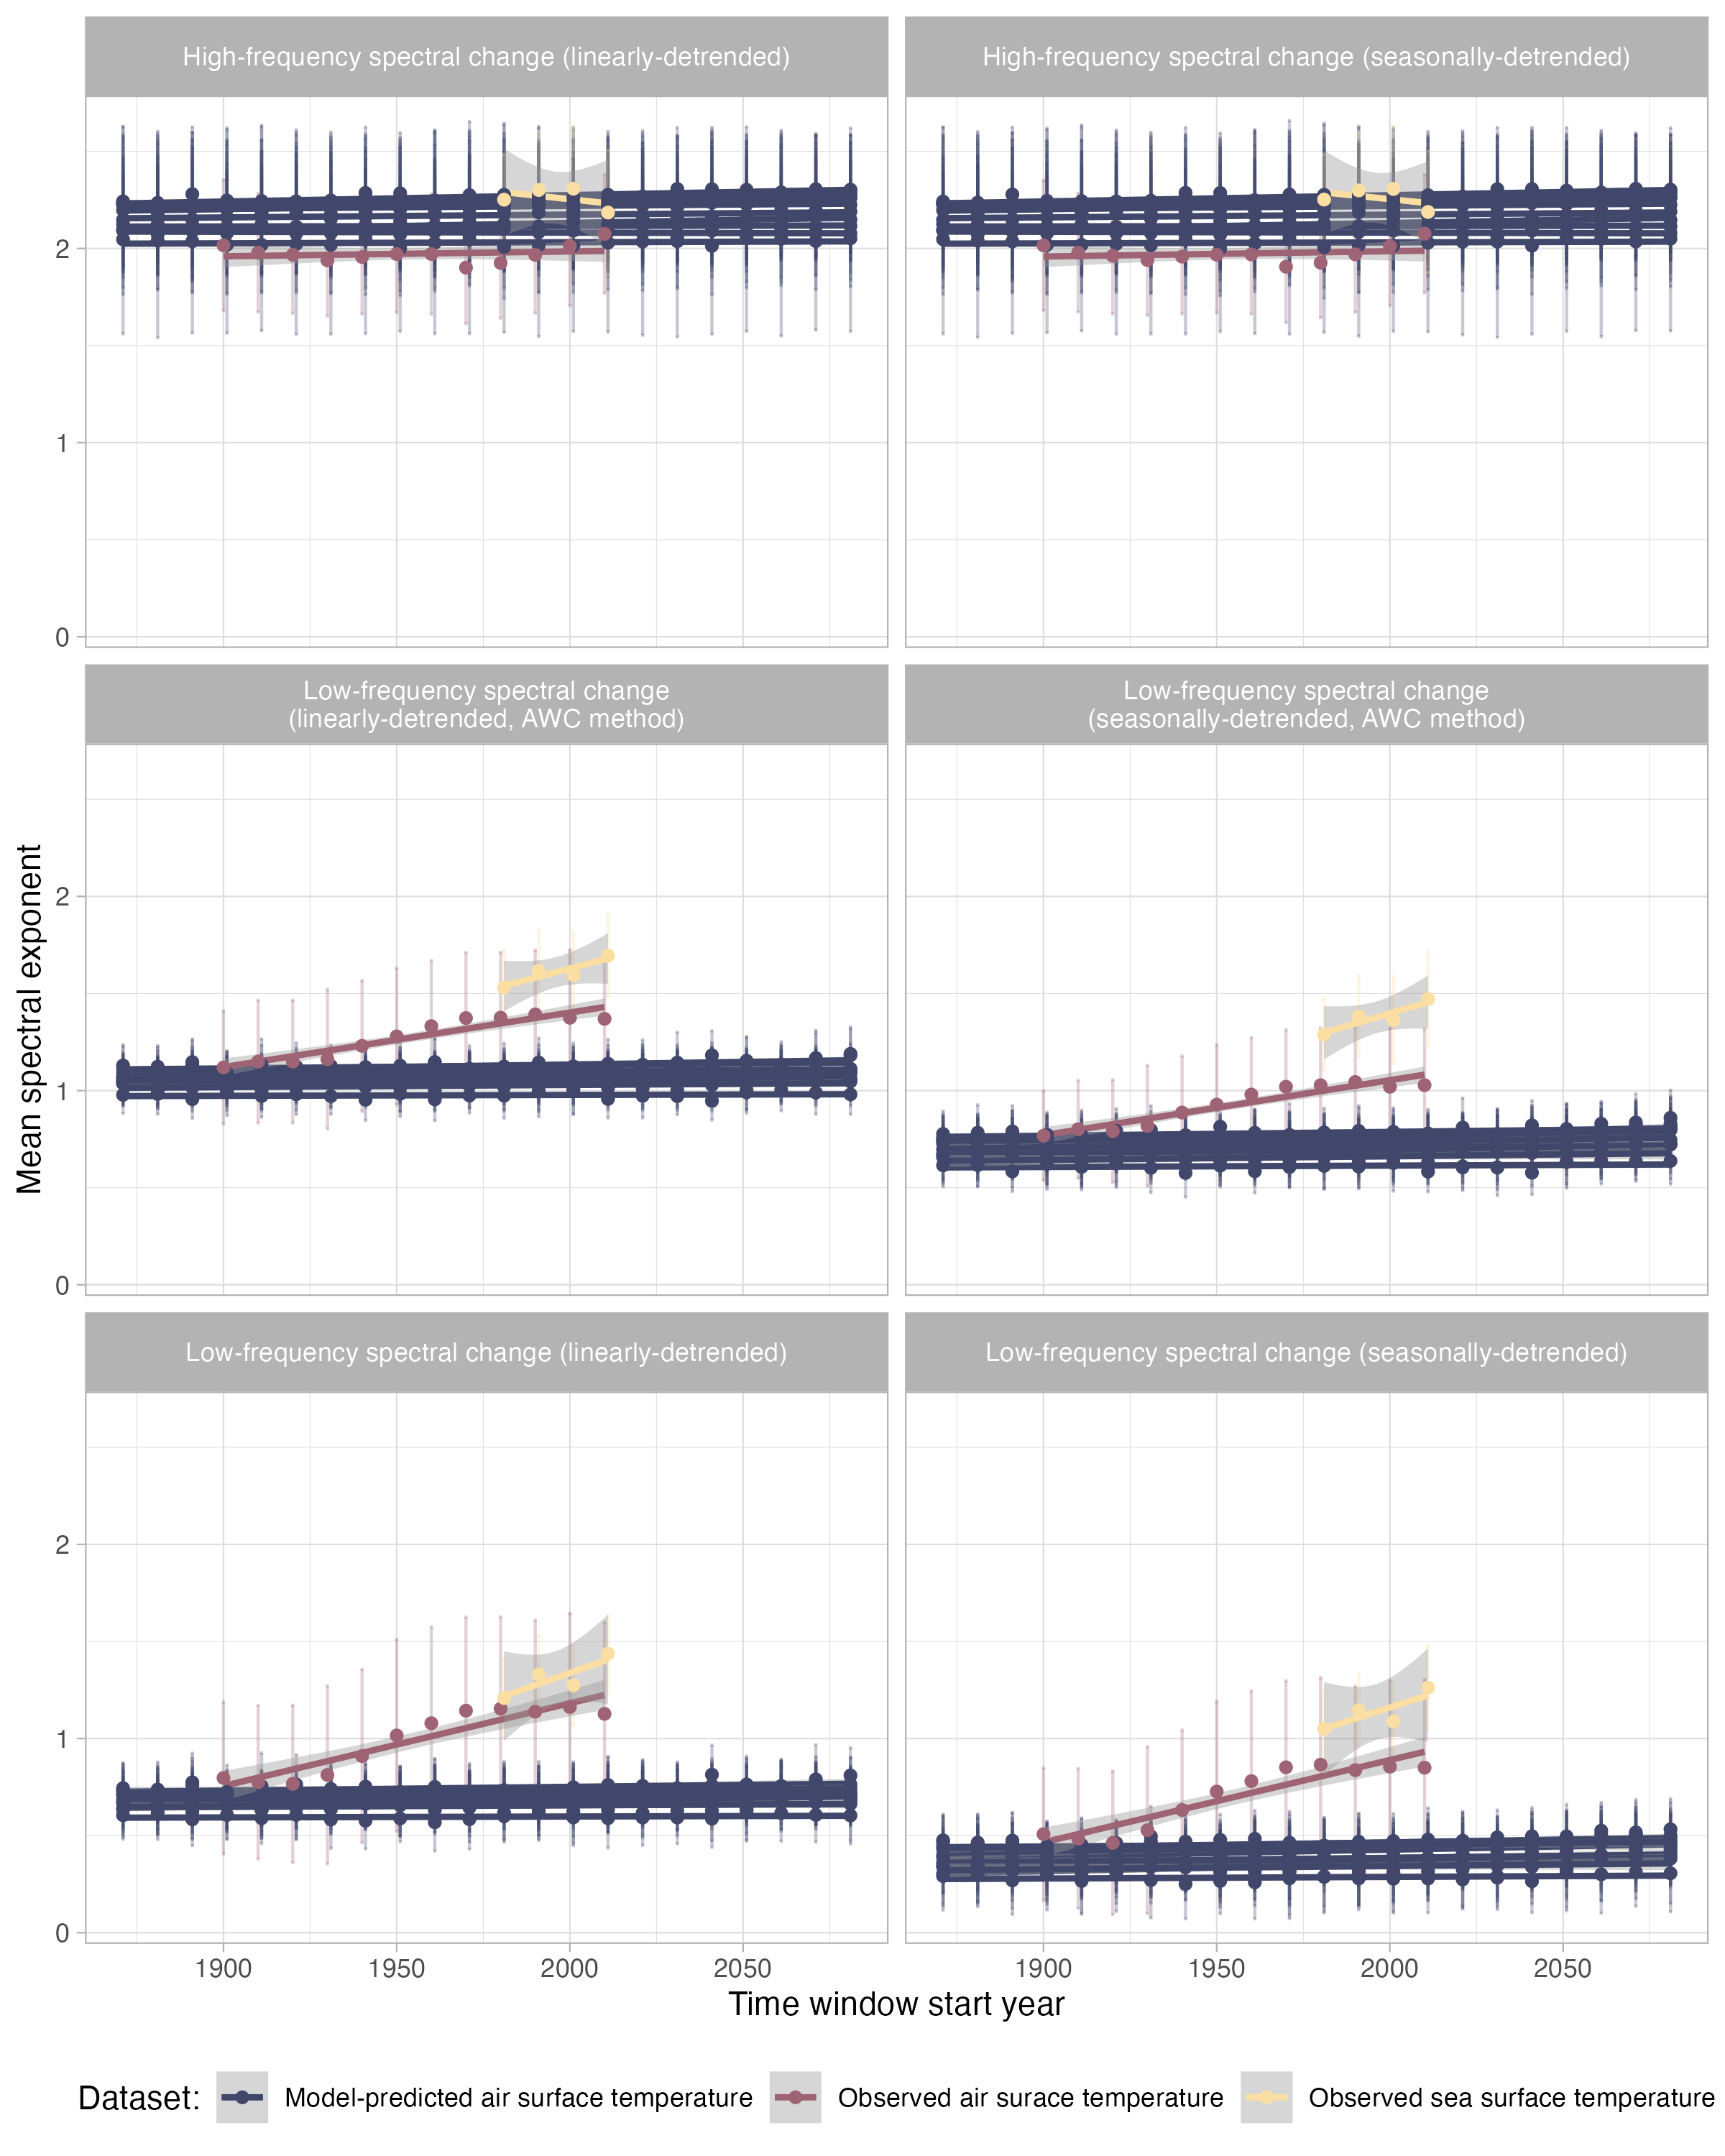 High-frequency spectral change (linearly-detrended)
High-frequency spectral change (seasonally-detrended)
2
1
0
Low-frequency spectral change
(linearly-detrended, AWC method)
Low-frequency spectral change
(seasonally-detrended, AWC method)
Mean spectral exponent
2
1
0
Low-frequency spectral change (linearly-detrended)
Low-frequency spectral change (seasonally-detrended)
2
1
0
1900 1950 2000 2050
1900 1950 2000 2050
Time window start year
Dataset: Model-predicted air surface temperature Observed air surace temperature Observed sea surface temperature